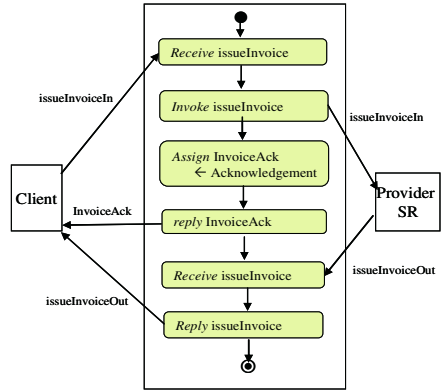 Receive issueInvoice
issueInvoiceIn
Invoke issueInvoice
issueInvoiceIn
Assign InvoiceAck
← Acknowledgement
Client
Provider
SR
InvoiceAck
reply InvoiceAck
Receive issueInvoice
issueInvoiceOut
issueInvoiceOut
Reply issueInvoice